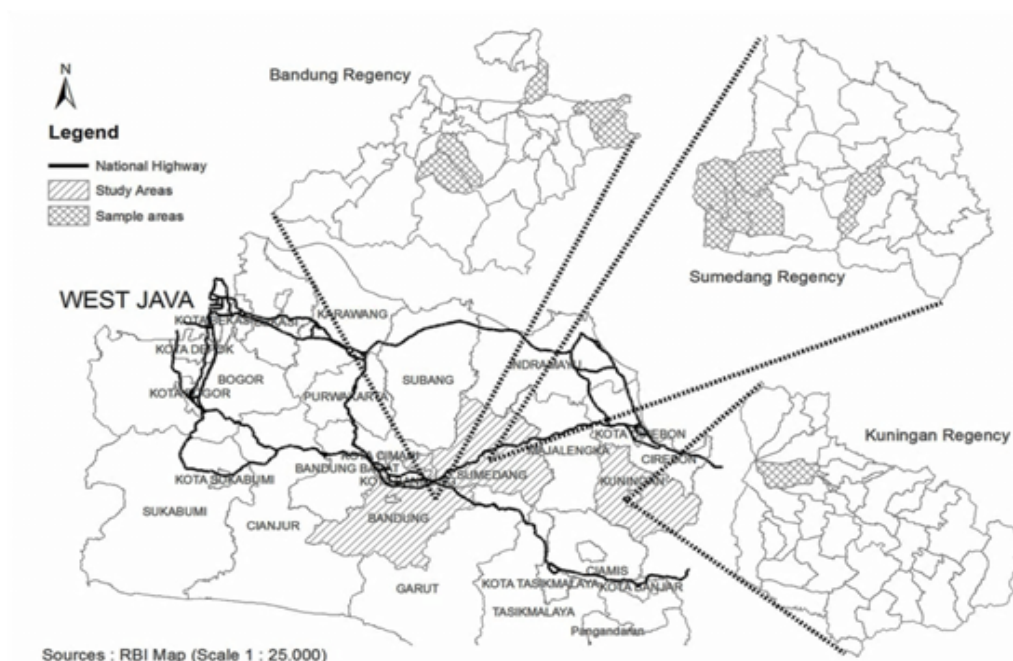 Bandung Regency
N
Legend
National Highway
Study Areas
Sample areas
Sumedang Regency
WEST JAVA
KARAWANG
KOTA DEPOK
BOGOR
KOTA BOGOR
PURWAKARTA
SUBANG
INDRAMAYU
Kuningan Regency
KOTA CIREBON
MAJALENGKA
CIREBON
KOTA CIMAHI
BANDUNG BARAT
SUMEDANG
KUNINGAN
KOTA SUKABUMI
SUKABUMI
CIANJUR
BANDUNG
GARUT
CIAMIS
KOTA TASIKMALAYA
KOTA BANJAR
TASIKMALAYA
Pangandaran
Sources : RBI Map (Scale 1 : 25.000)